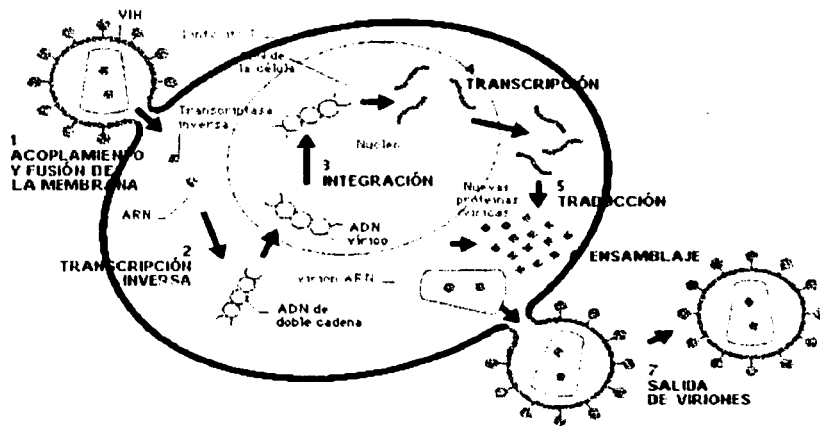 VIH
Linfocito T
ADN de
la célula
4
TRANSCRIPCIÓN
Transcriptasa
inversa
1
ACOPLAMIENTO
Y FUSIÓN DE
LA MEMBRANA
Núcleo
3
INTEGRACIÓN
Nuevas
proteínas
víricas
5
TRADUCCIÓN
ARN
ADN
vírico
2
TRANSCRIPCIÓN
INVERSA
ENSAMBLAJE
ARN
ADN de
doble cadena
7
SALIDA
DE VIRIONES